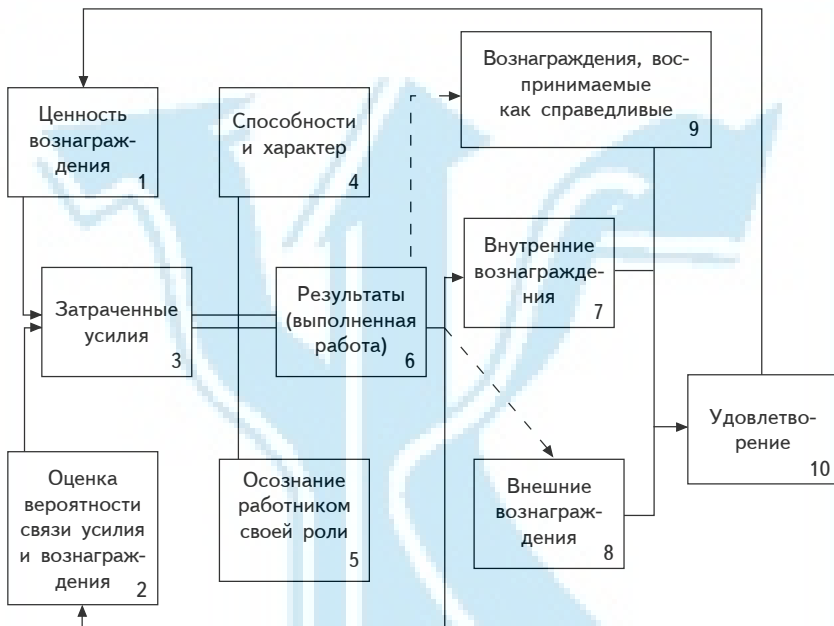 Ценность
вознаграж-
дения
1
Способности
и характер
4
Вознаграждения, вос-
принимаемые
как справедливые
9
Затраченные
усилия
3
Результаты
(выполненная
работа)
6
Внутренние
вознагражде-
ния
7
Удовлетво-
рение
10
Оценка
вероятности
связи усилия
и вознаграж-
дения
2
Осознание
работником
своей роли
5
Внешние
вознаграж-
дения
8